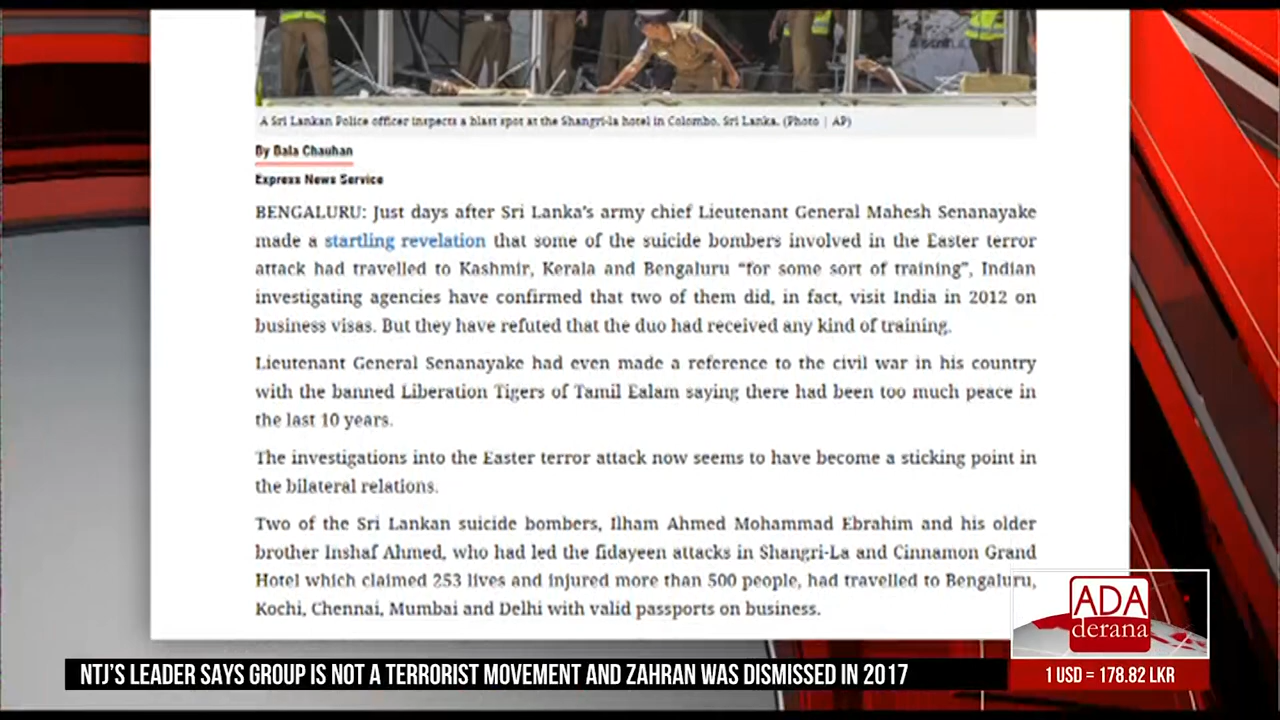 A Sri Lankan Police officer inspects a blast spot at the Shangri-la hotel in Colombo, Sri Lanka. (Photo | AP)
By Bala Chauhan
Express News Service
BENGALURU: Just days after Sri Lanka's army chief Lieutenant General Mahesh Senanayake
made a startling revelation that some of the suicide bombers involved in the Easter terror
attack had travelled to Kashmir, Kerala and Bengaluru “for some sort of training”, Indian
investigating agencies have confirmed that two of them did, in fact, visit India in 2012 on
business visas. But they have refuted that the duo had received any kind of training.
Lieutenant General Senanayake had even made a reference to the civil war in his country
with the banned Liberation Tigers of Tamil Ealam saying there had been too much peace in
the last 10 years.
The investigations into the Easter terror attack now seems to have become a sticking point in
the bilateral relations.
Two of the Sri Lankan suicide bombers, Ilham Ahmed Mohammad Ebrahim and his older
brother Inshaf Ahmed, who had led the fidayeen attacks in Shangri-La and Cinnamon Grand
Hotel which claimed 253 lives and injured more than 500 people, had travelled to Bengaluru,
Kochi, Chennai, Mumbai and Delhi with valid passports on business.
ADA
derana
NTJ'S LEADER SAYS GROUP IS NOT A TERRORIST MOVEMENT AND ZAHRAN WAS DISMISSED IN 2017
1 USD = 178.82 LKR